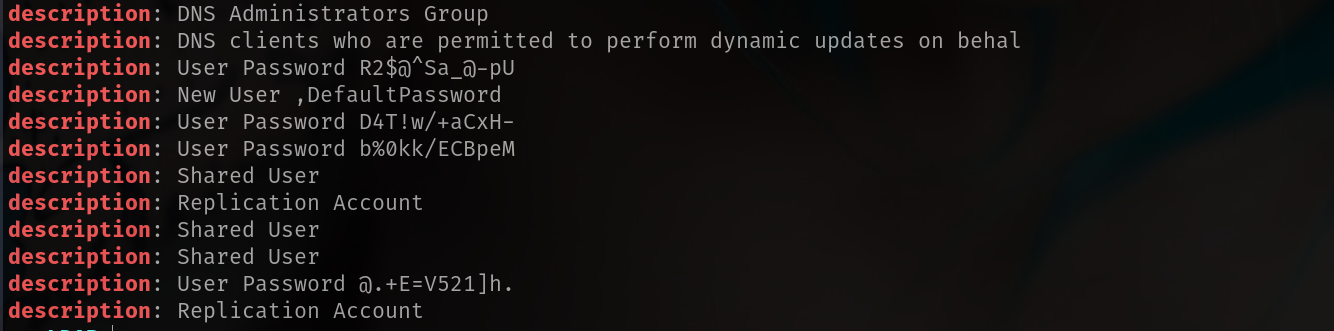 description: DNS Administrators Group
description: DNS clients who are permitted to perform dynamic updates on behal
description: User Password R2$@^Sa_@-pU
description: New User ,DefaultPassword
description: User Password D4T!w/+aCxH-
description: User Password b%0kk/ECBpeM
description: Shared User
description: Replication Account
description: Shared User
description: Shared User
description: User Password @.+E=V521]h.
description: Replication Account